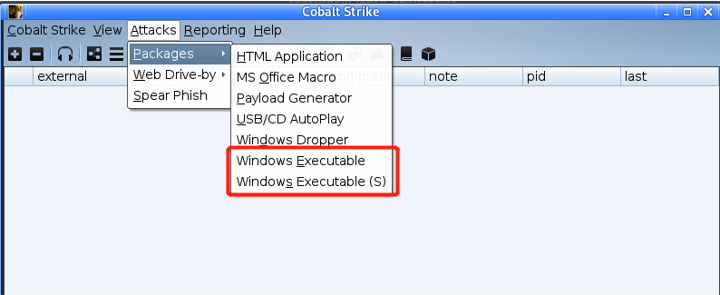 Cobalt Strike
Cobalt Strike View Attacks Reporting Help
Packages
Web Drive-by
Spear Phish
HTML Application
MS Office Macro
Payload Generator
USB/CD AutoPlay
Windows Dropper
Windows Executable
Windows Executable (S)
external note pid last